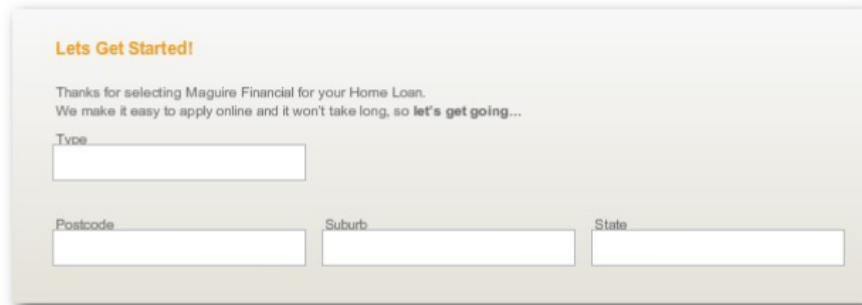 Lets Get Started!
Thanks for selecting Maguire Financial for your Home Loan.
We make it easy to apply online and it won't take long, so let's get going...
Type
Postcode Suburb State